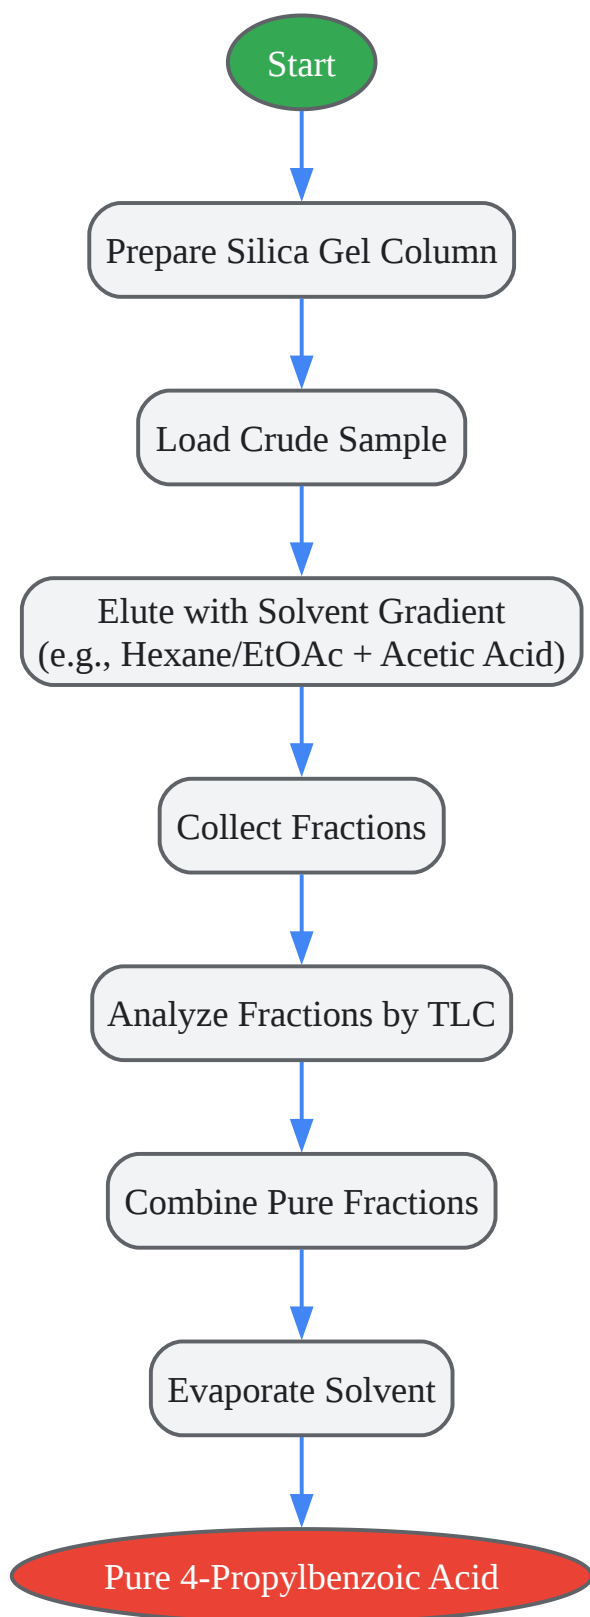 Start
Prepare Silica Gel Column
Load Crude Sample
Elute with Solvent Gradient
(e.g., Hexane/EtOAc + Acetic Acid)
Collect Fractions
Analyze Fractions by TLC
Combine Pure Fractions
Evaporate Solvent
Pure 4-Propylbenzoic Acid